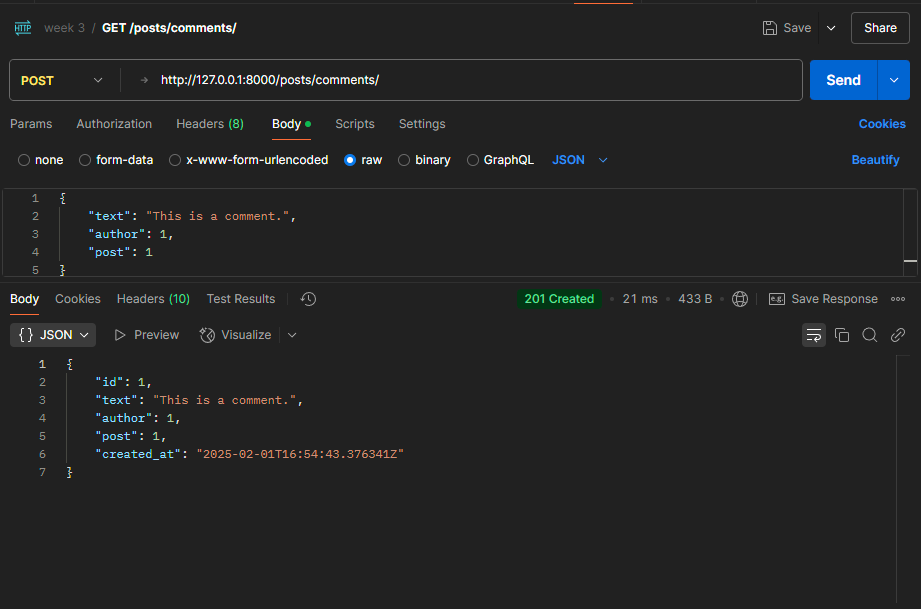 HTTP week 3 / GET /posts/comments/ Save Share
POST http://127.0.0.1:8000/posts/comments/ Send
Params Authorization Headers (8) Body Scripts Settings Cookies
none form-data x-www-form-urlencoded raw binary GraphQL JSON Beautify
1 {
2 "text": "This is a comment.",
3 "author": 1,
4 "post": 1
5 }
Body Cookies Headers (10) Test Results 201 Created 21 ms 433 B e.g. Save Response
{} JSON Preview Visualize
1 {
2 "id": 1,
3 "text": "This is a comment.",
4 "author": 1,
5 "post": 1,
6 "created_at": "2025-02-01T16:54:43.376341Z"
7 }